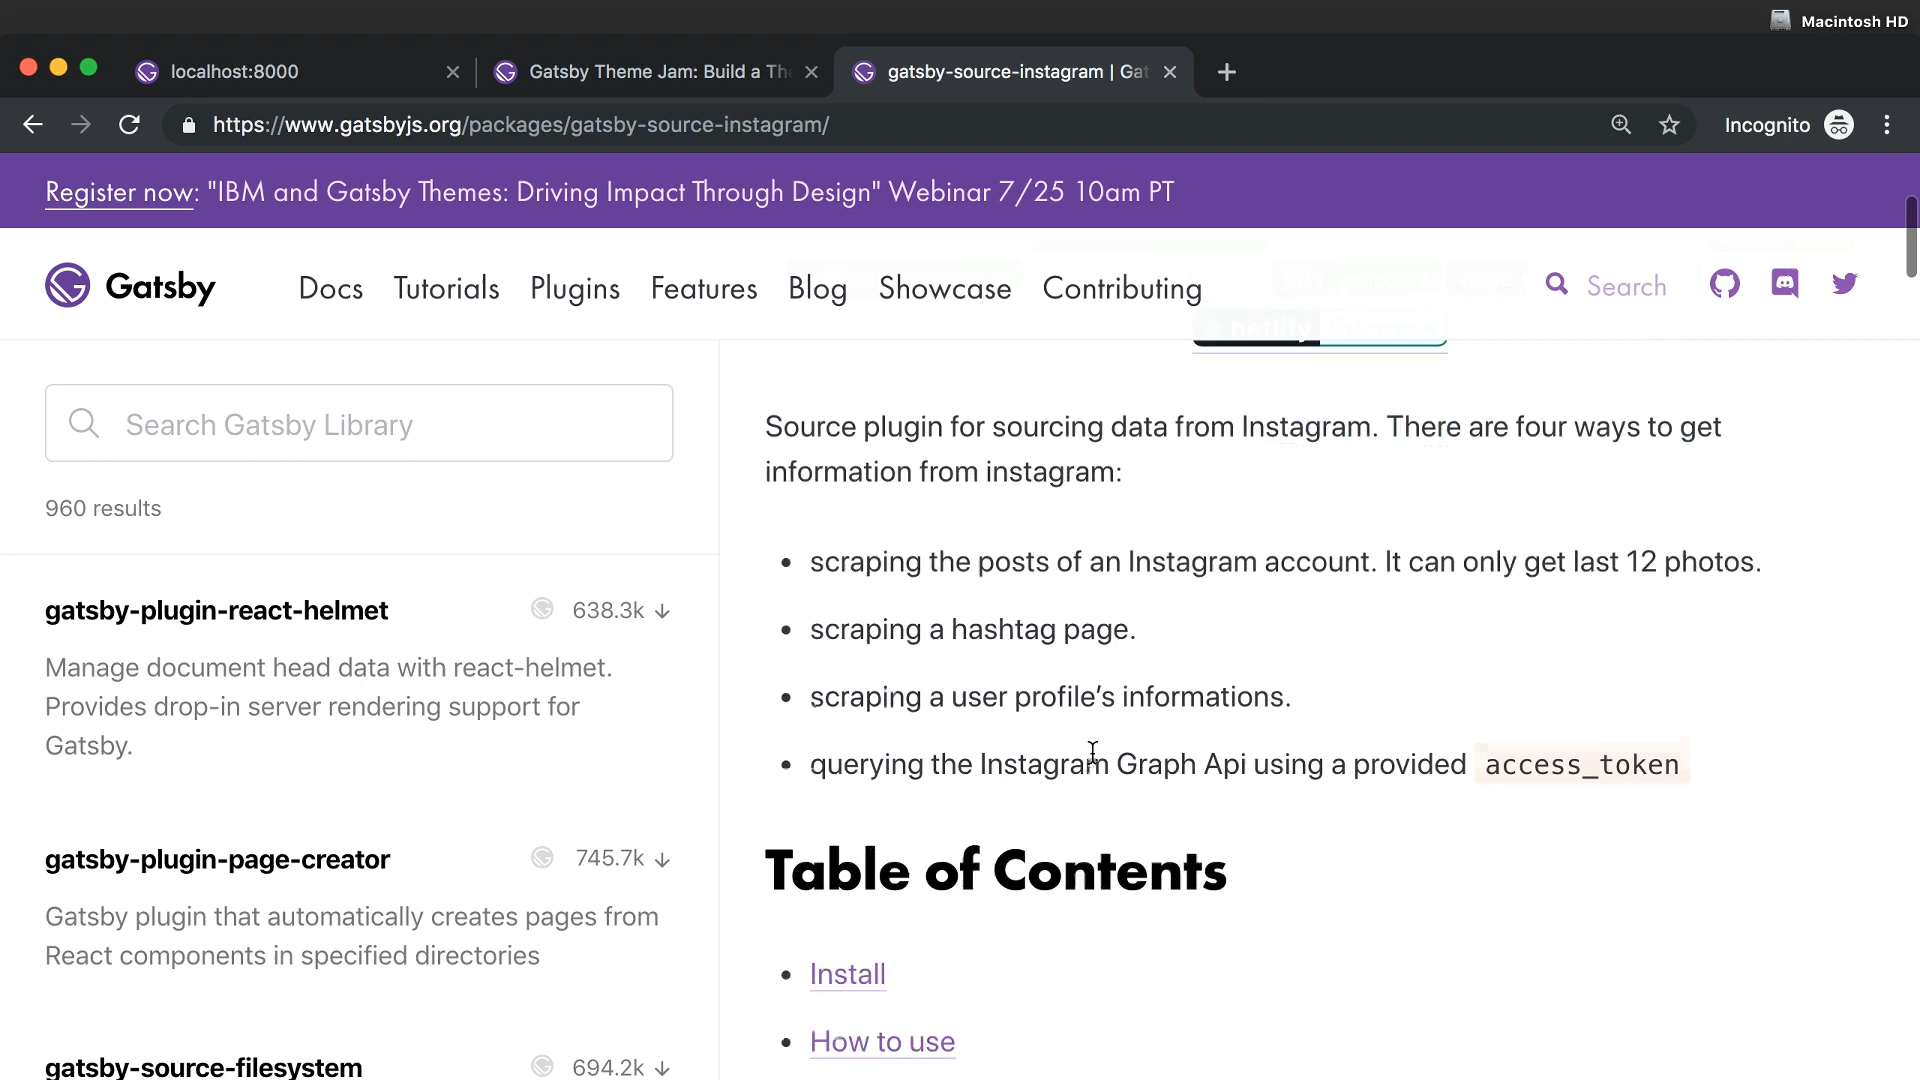 Macintosh HD
localhost:8000
Gatsby Theme Jam: Build a Th
gatsby-source-instagram | Gat
https://www.gatsbyjs.org/packages/gatsby-source-instagram/
Incognito
Register now: "IBM and Gatsby Themes: Driving Impact Through Design" Webinar 7/25 10am PT
Gatsby
Docs
Tutorials
Plugins
Features
Blog
Showcase
Contributing
Search
netlify
Search Gatsby Library
960 results
gatsby-plugin-react-helmet
638.3k ↓
Manage document head data with react-helmet.
Provides drop-in server rendering support for
Gatsby.
gatsby-plugin-page-creator
745.7k ↓
Gatsby plugin that automatically creates pages from
React components in specified directories
gatsby-source-filesystem
694.2k ↓
Source plugin for sourcing data from Instagram. There are four ways to get
information from instagram:
• scraping the posts of an Instagram account. It can only get last 12 photos.
• scraping a hashtag page.
• scraping a user profile’s informations.
• querying the Instagram Graph Api using a provided access_token
Table of Contents
• Install
• How to use